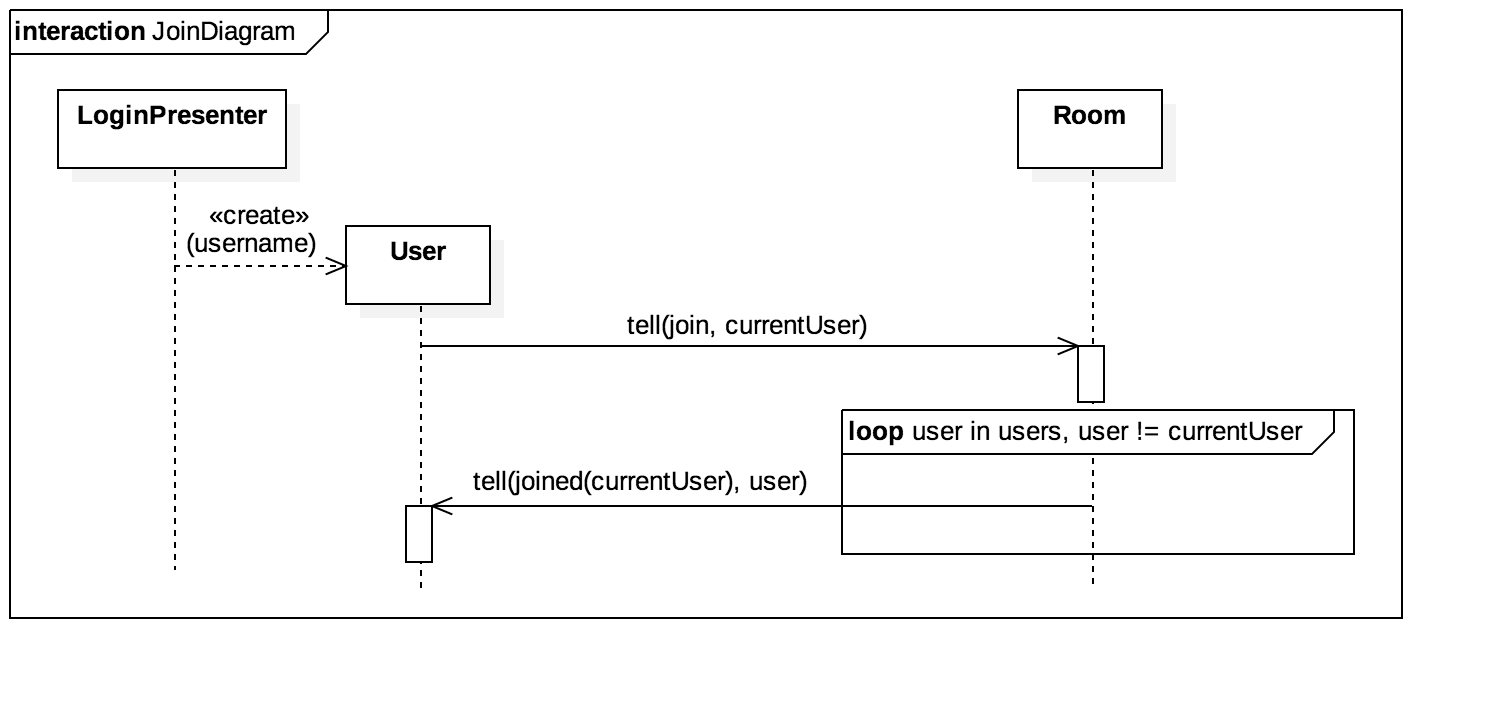 interaction JoinDiagram
LoginPresenter
Room
«create»
(username)
User
tell(join, currentUser)
loop user in users, user != currentUser
tell(joined(currentUser), user)